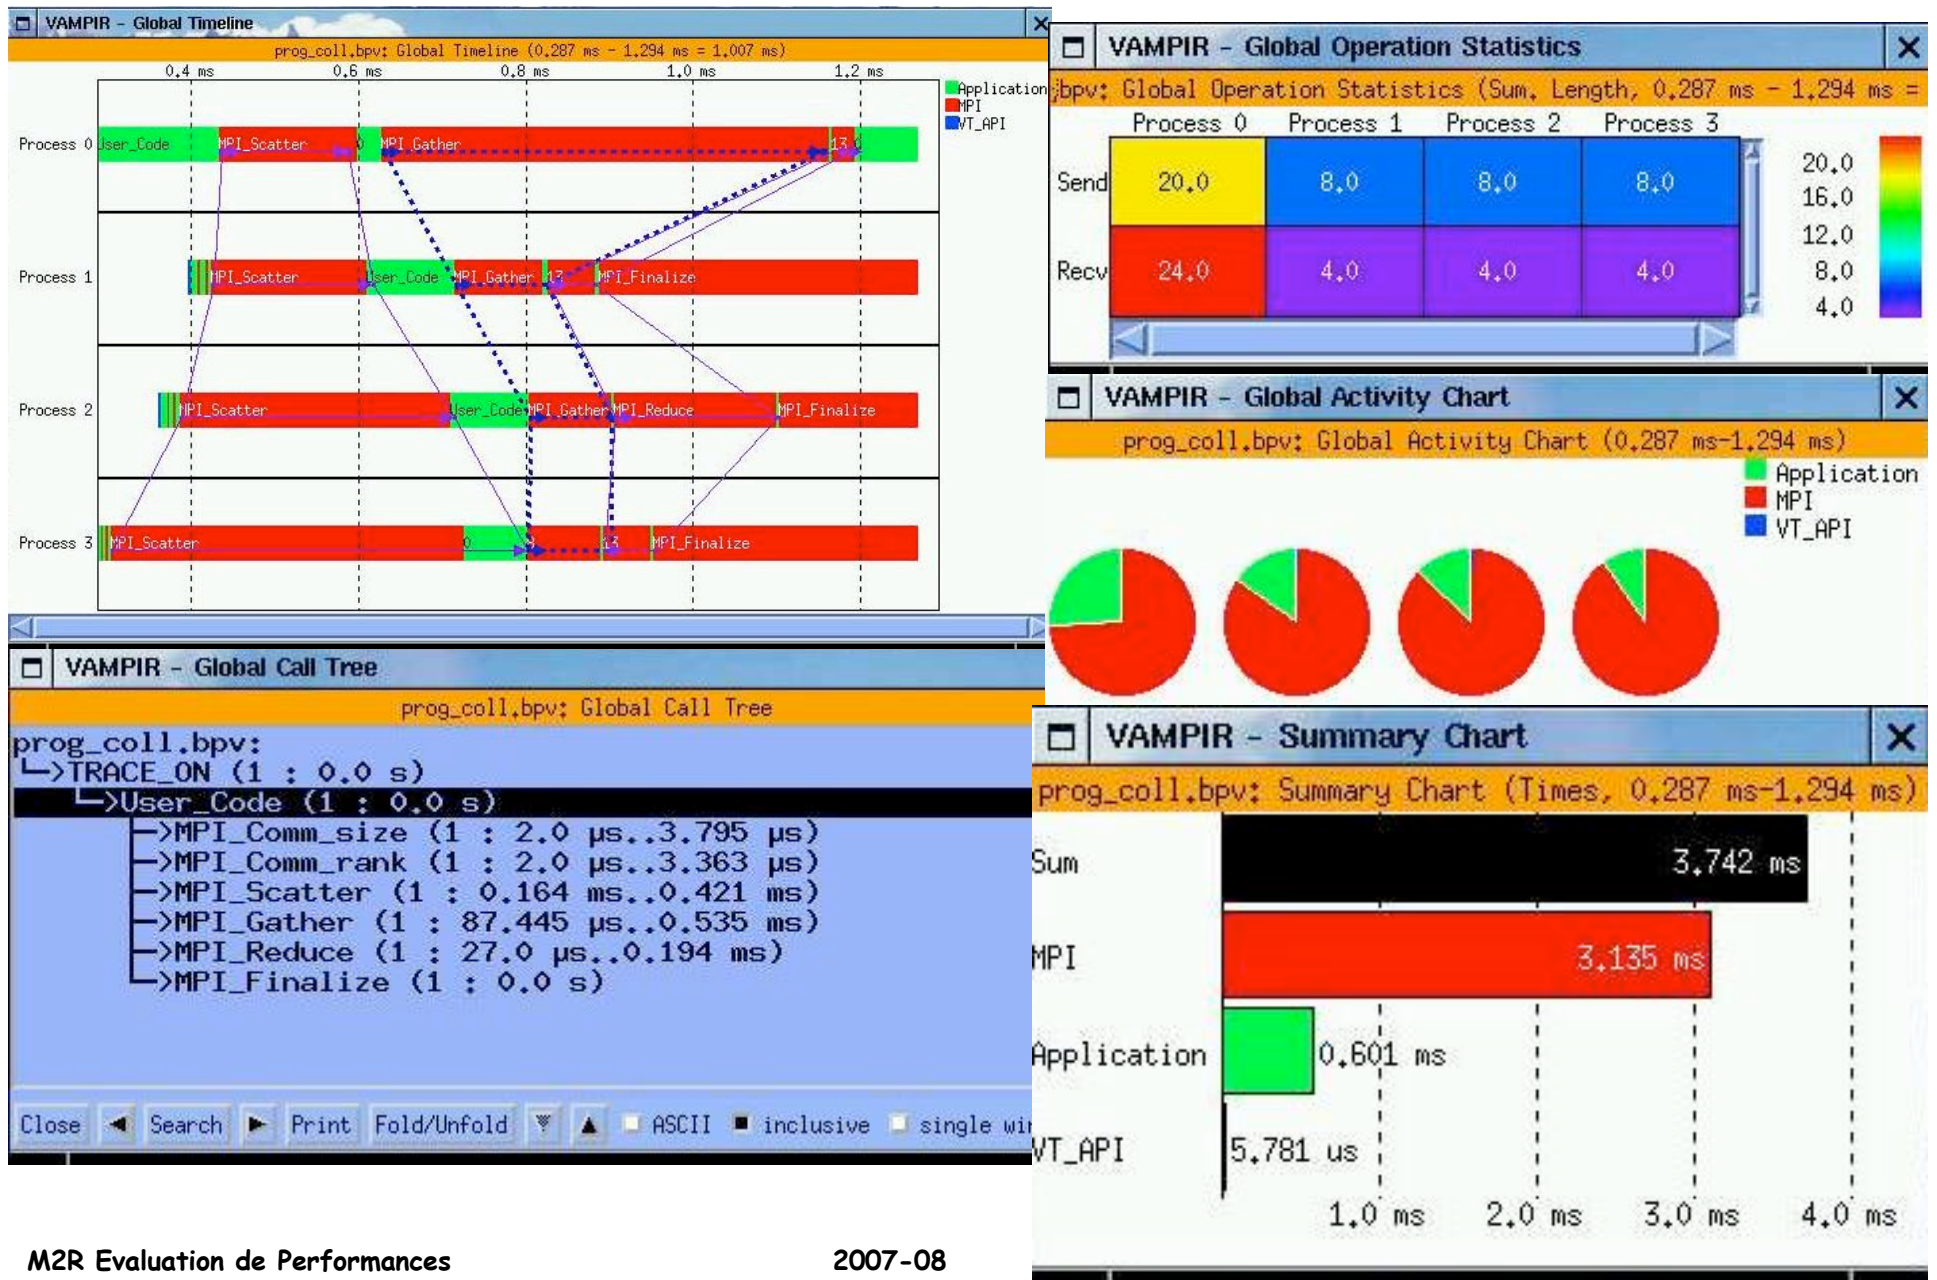 VAMPIR - Global Timeline
prog_coll.bpv: Global Timeline (0.287 ms - 1.294 ms = 1.007 ms)
0.4 ms 0.6 ms 0.8 ms 1.0 ms 1.2 ms
Application
MPI
VT_API
Process 0 User_Code MPI_Scatter 0 MPI_Gather 13
Process 1 MPI_Scatter User_Code MPI_Gather 13 MPI_Finalize
Process 2 MPI_Scatter User_Code MPI_Gather MPI_Reduce MPI_Finalize
Process 3 MPI_Scatter 0 13 MPI_Finalize
VAMPIR - Global Operation Statistics
bpv: Global Operation Statistics (Sum, Length, 0.287 ms - 1.294 ms =
Process 0 Process 1 Process 2 Process 3
Send 20.0 8.0 8.0 8.0
Recv 24.0 4.0 4.0 4.0
20.0
16.0
12.0
8.0
4.0
VAMPIR - Global Activity Chart
prog_coll.bpv: Global Activity Chart (0.287 ms-1.294 ms)
Application
MPI
VT_API
VAMPIR - Global Call Tree
prog_coll.bpv: Global Call Tree
prog_coll.bpv:
TRACE_ON (1 : 0.0 s)
User_Code (1 : 0.0 s)
MPI_Comm_size (1 : 2.0 µs..3.795 µs)
MPI_Comm_rank (1 : 2.0 µs..3.363 µs)
MPI_Scatter (1 : 0.164 ms..0.421 ms)
MPI_Gather (1 : 87.445 µs..0.535 ms)
MPI_Reduce (1 : 27.0 µs..0.194 ms)
MPI_Finalize (1 : 0.0 s)
Close Search Print Fold/Unfold ASCII inclusive single wi
VAMPIR - Summary Chart
prog_coll.bpv: Summary Chart (Times, 0.287 ms-1.294 ms)
Sum 3.742 ms
MPI 3.135 ms
Application 0.601 ms
VT_API 5.781 us
1.0 ms 2.0 ms 3.0 ms 4.0 ms
M2R Evaluation de Performances 2007-08